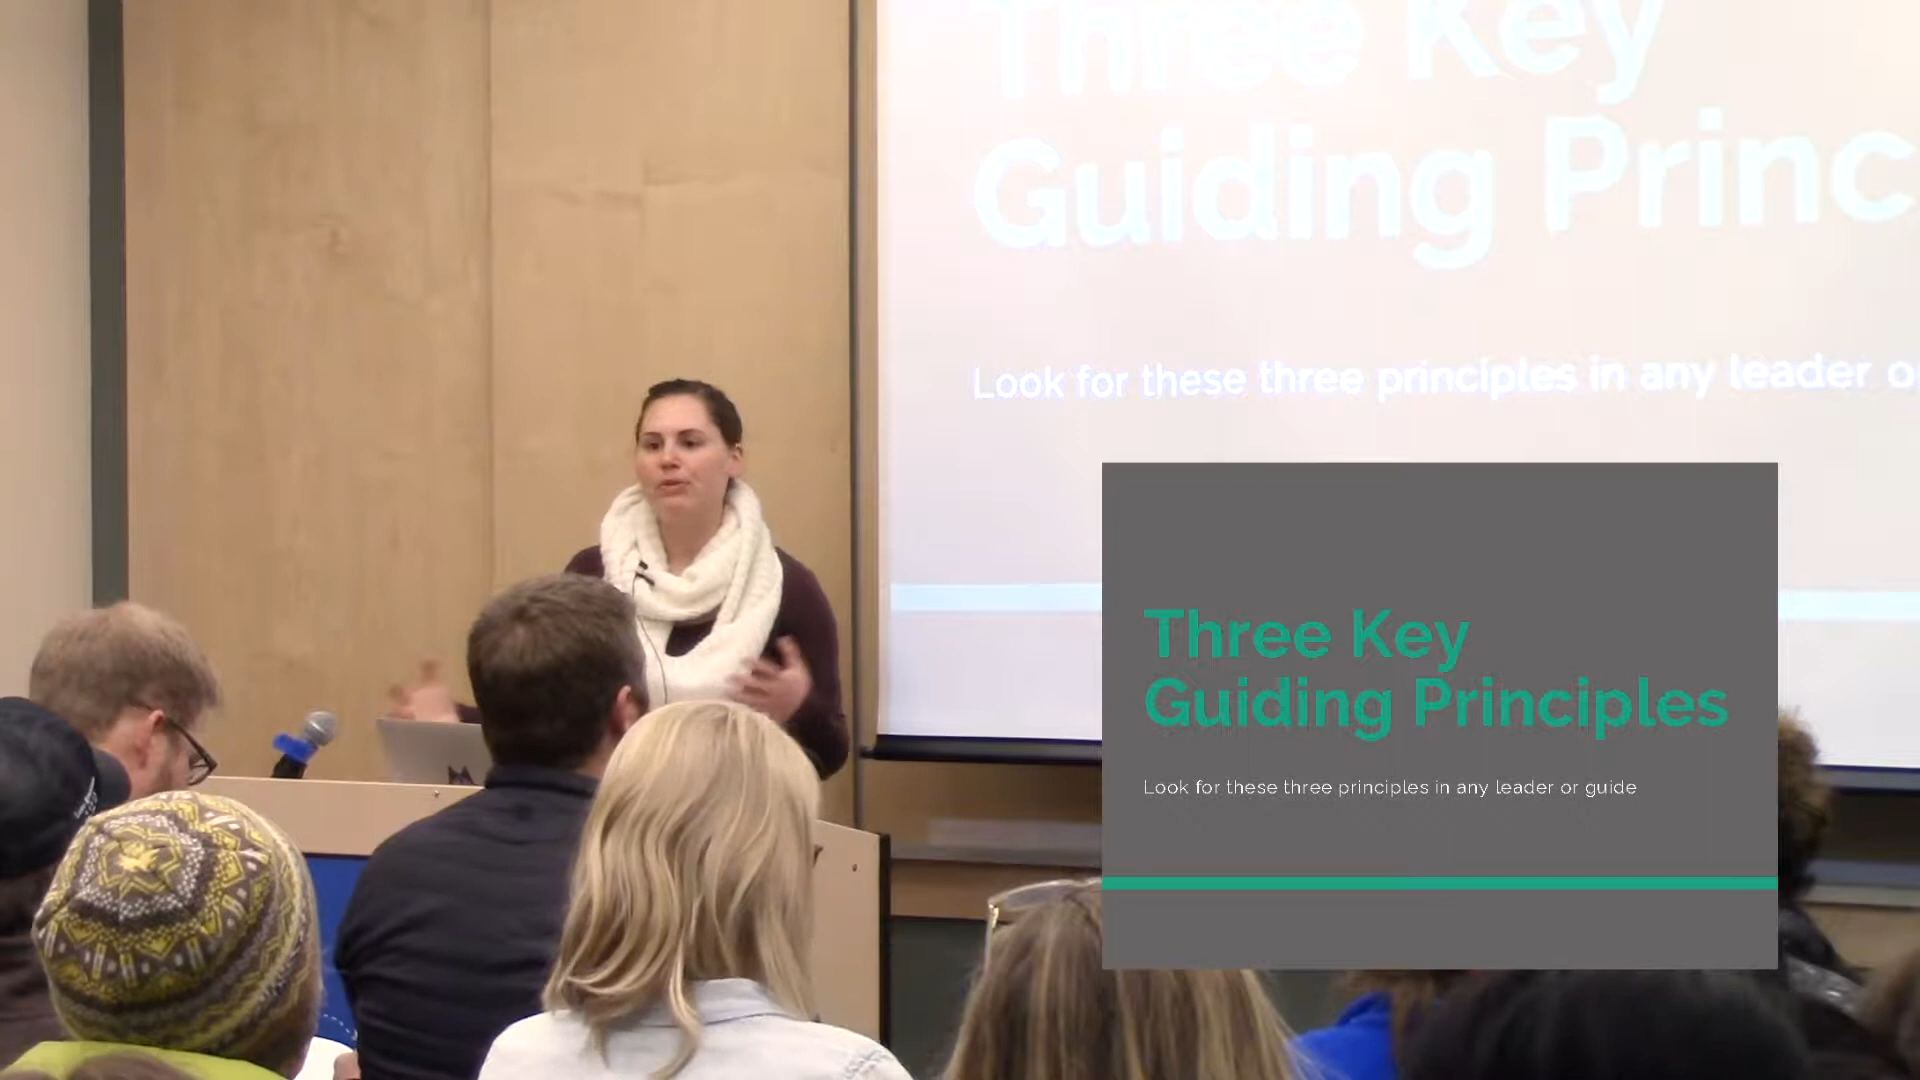 Three Key
Guiding Princ
Look for these three principles in any leader o
Three Key
Guiding Principles
Look for these three principles in any leader or guide